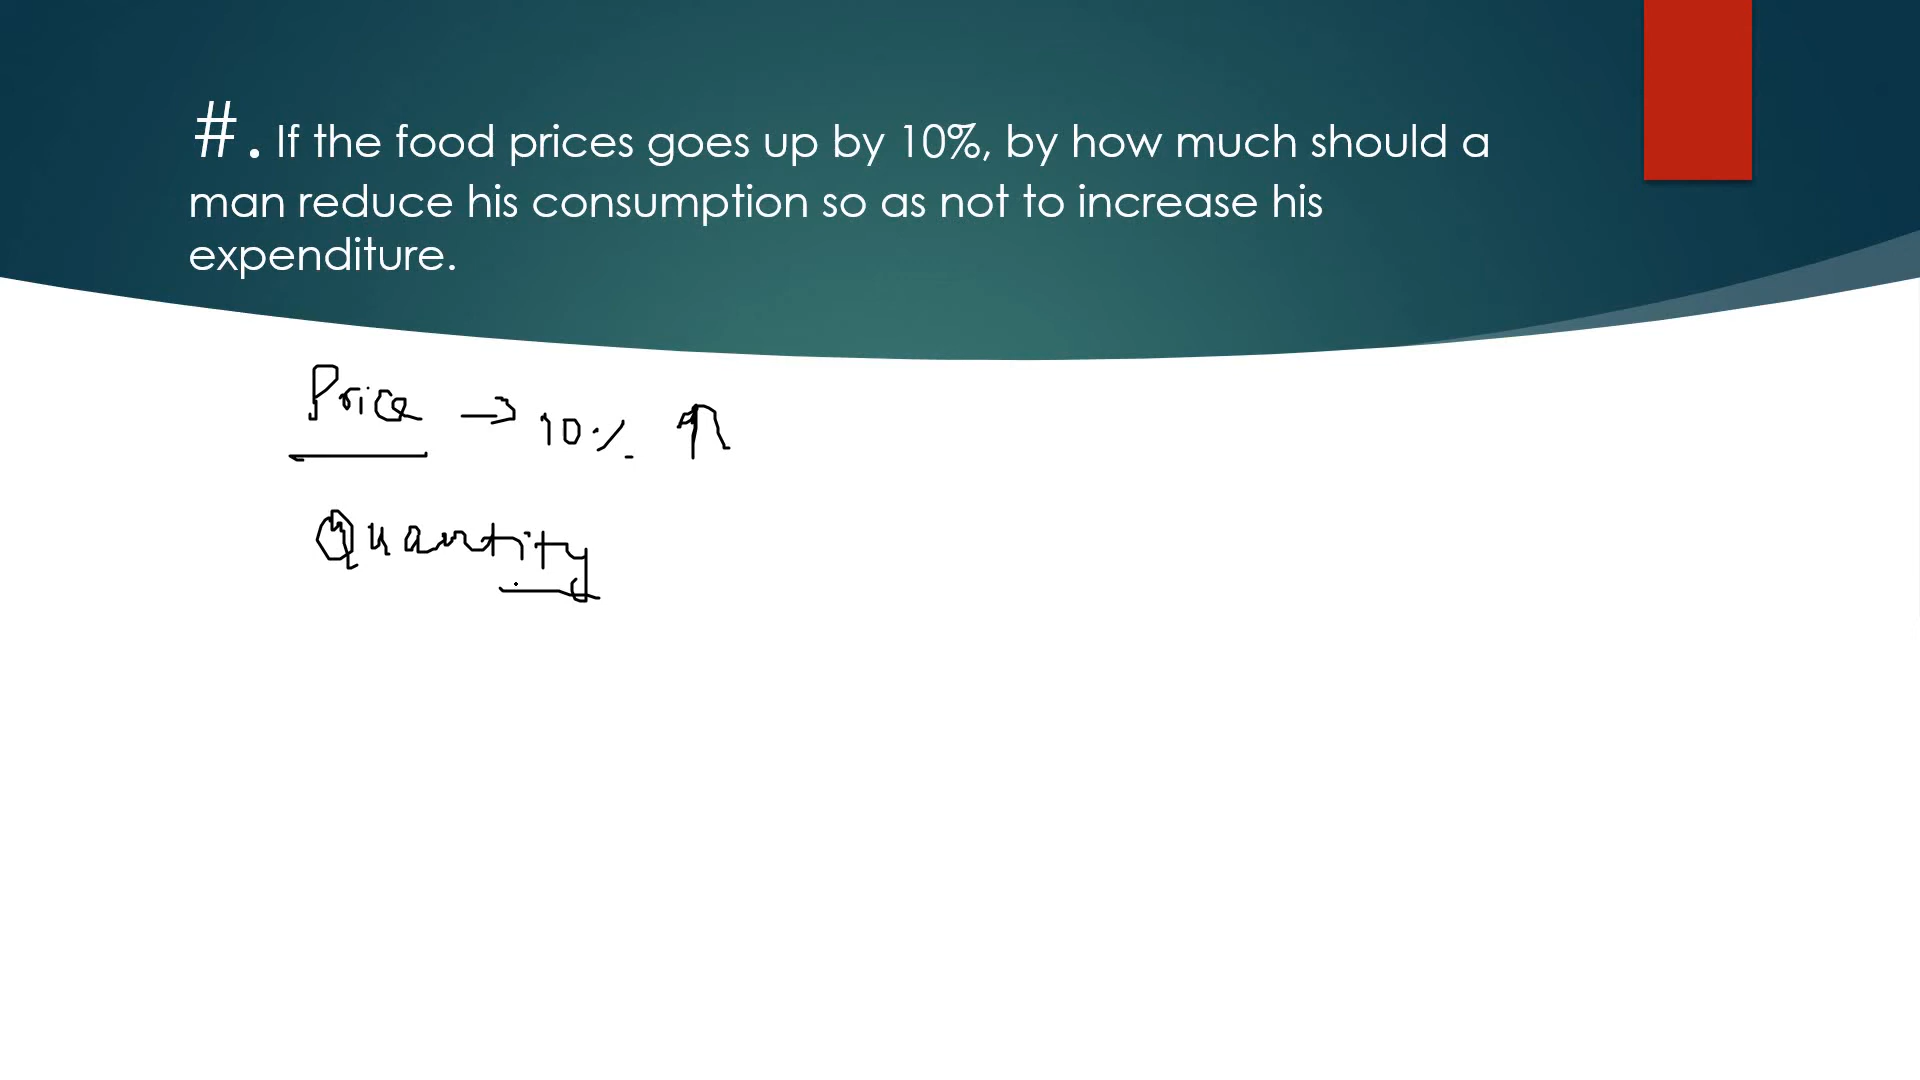 #. If the food prices goes up by 10%, by how much should a
man reduce his consumption so as not to increase his
expenditure.
Price → 10% ↑
Quantity